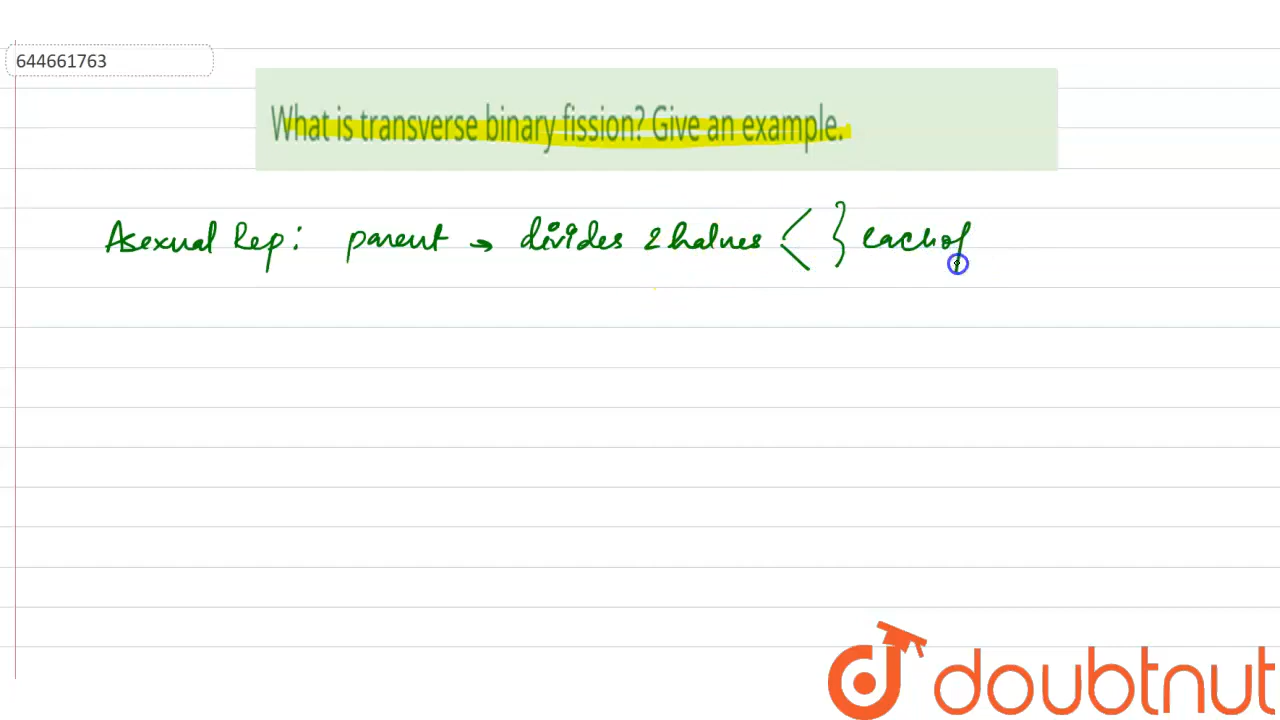 644661763
What is transverse binary fission? Give an example.
Asexual Rep: parent → divides 2 halves < } each of
doubtnut